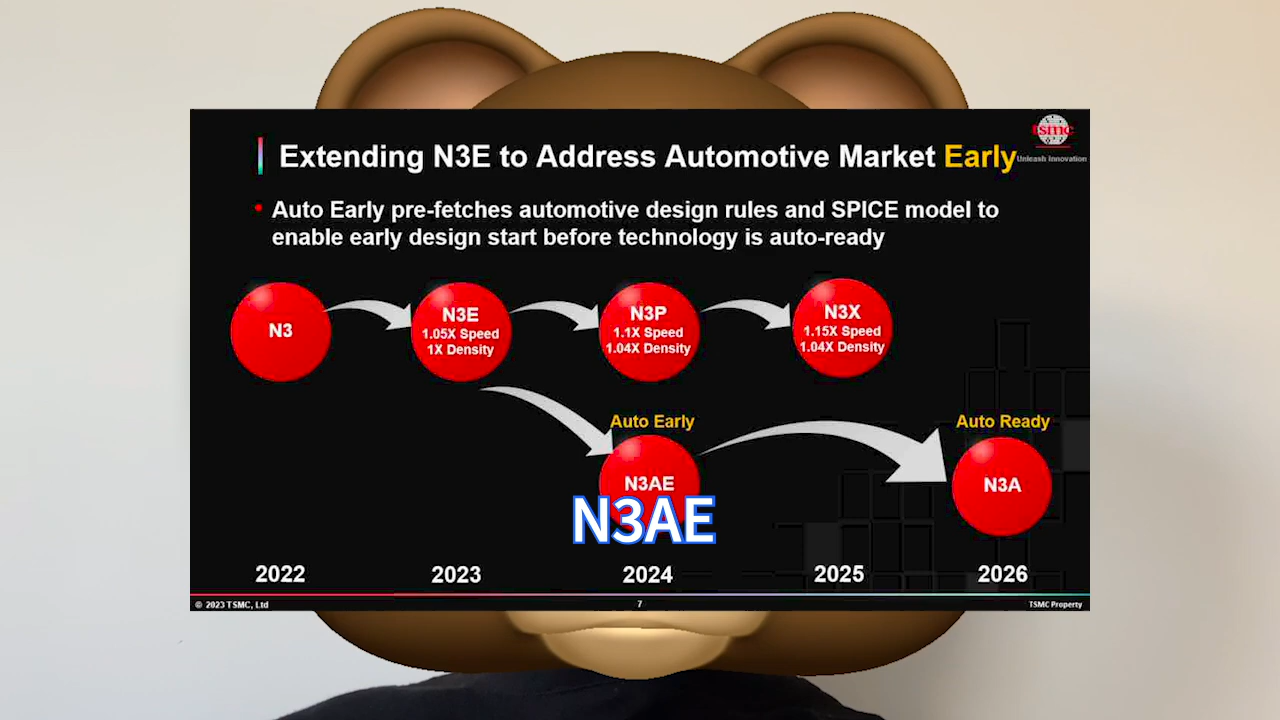 tsmc
Unleash Innovation
Extending N3E to Address Automotive Market Early
• Auto Early pre-fetches automotive design rules and SPICE model to
enable early design start before technology is auto-ready
N3
N3E
1.05X Speed
1X Density
N3P
1.1X Speed
1.04X Density
N3X
1.15X Speed
1.04X Density
Auto Early
N3AE
Auto Ready
N3A
N3AE
2022
2023
2024
2025
2026
© 2023 TSMC, Ltd
7
TSMC Property